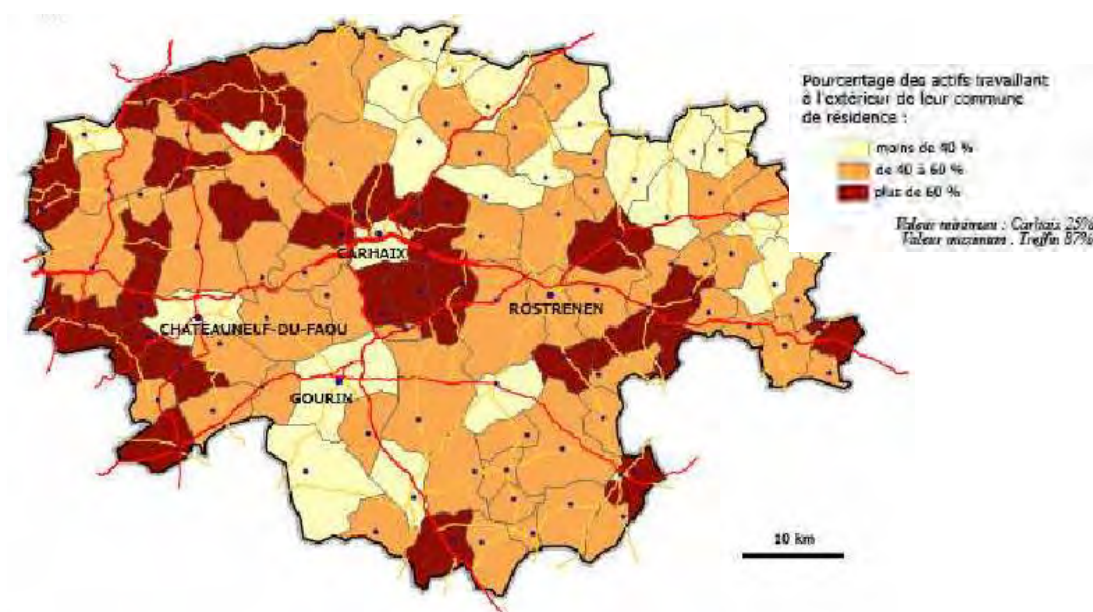 Pourcentage des actifs travaillant
à l'extérieur de leur commune
de résidence :
moins de 40 %
de 40 à 60 %
plus de 60 %
Valeur minimum : Carhaix 25%
Valeur maximum : Treffin 87%
CARHAIX
ROSTRENEN
CHATEAUNEUF-DU-FAOU
GOURIN
10 km